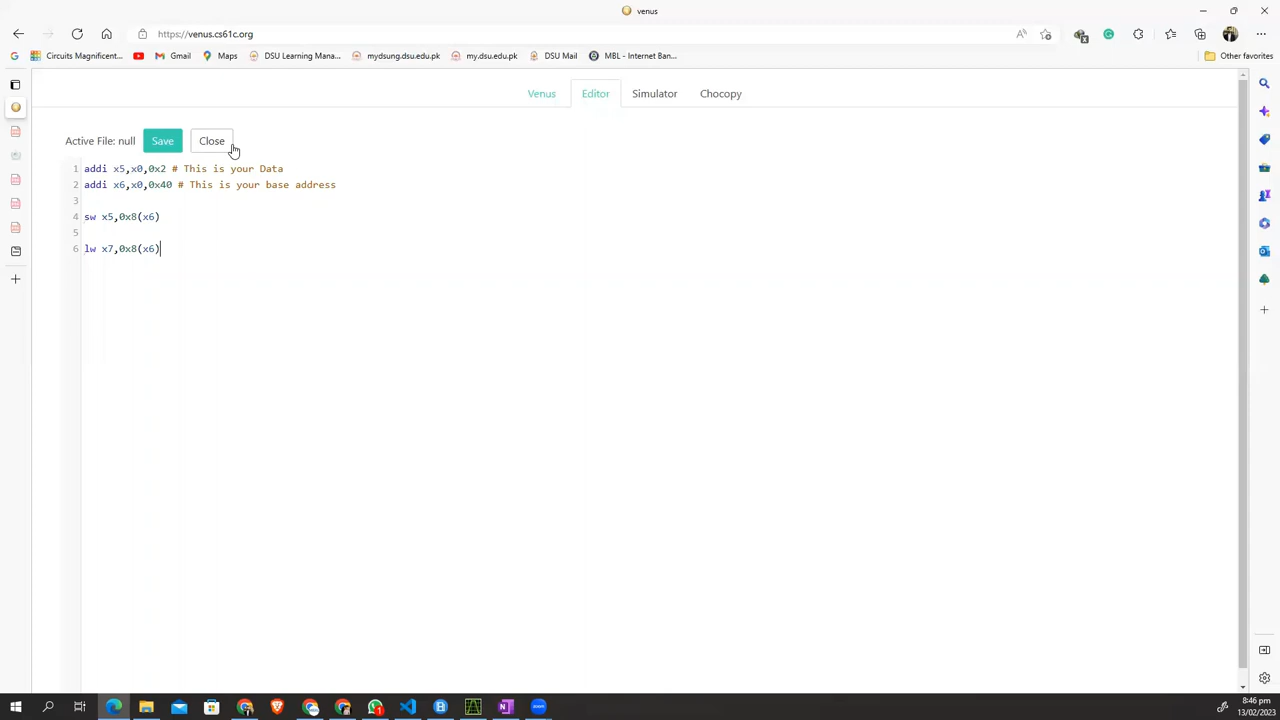 venus
https://venus.cs61c.org
Circuits Magnificent...
Gmail
Maps
DSU Learning Mana...
mydsung.dsu.edu.pk
my.dsu.edu.pk
DSU Mail
MBL - Internet Ban...
Other favorites
Venus
Editor
Simulator
Chocopy
Active File: null
Save
Close
1 addi x5,x0,0x2 # This is your Data
2 addi x6,x0,0x40 # This is your base address
3
4 sw x5,0x8(x6)
5
6 lw x7,0x8(x6)
8:46 pm
13/02/2023